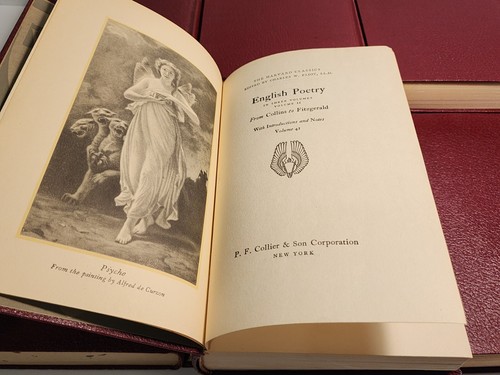 Psyche
From the painting by Alfred de Curzon
THE HARVARD CLASSICS
EDITED BY CHARLES W. ELIOT, LL.D.
English Poetry
IN THREE VOLUMES
VOLUME II
From Collins to Fitzgerald
With Introductions and Notes
Volume 41
P. F. Collier & Son Corporation
NEW YORK